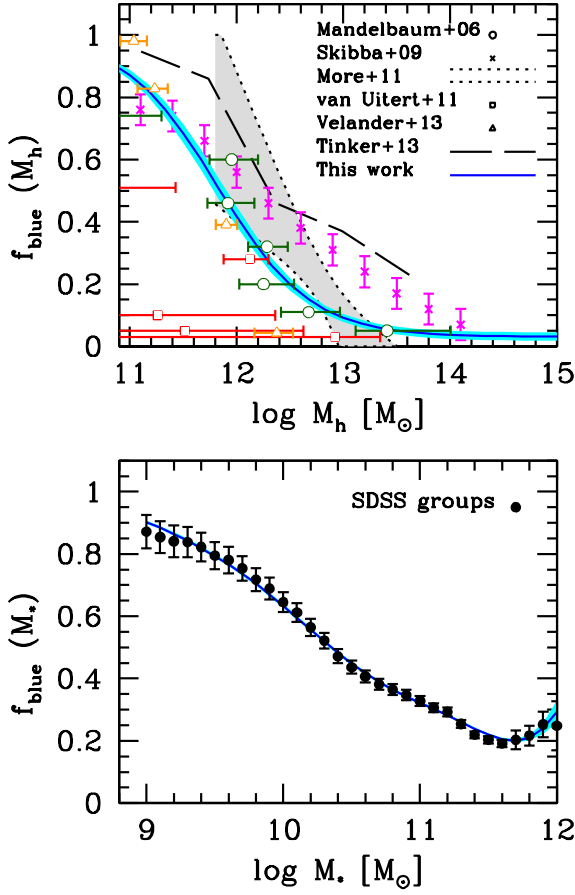 Mandelbaum+06
Skibba+09
More+11
van Uitert+11
Velander+13
Tinker+13
This work
f_blue (M_h)
1
0.8
0.6
0.4
0.2
0
11 12 13 14 15
log M_h [M_⊙]
SDSS groups
f_blue (M_*)
1
0.8
0.6
0.4
0.2
0
9 10 11 12
log M_* [M_⊙]